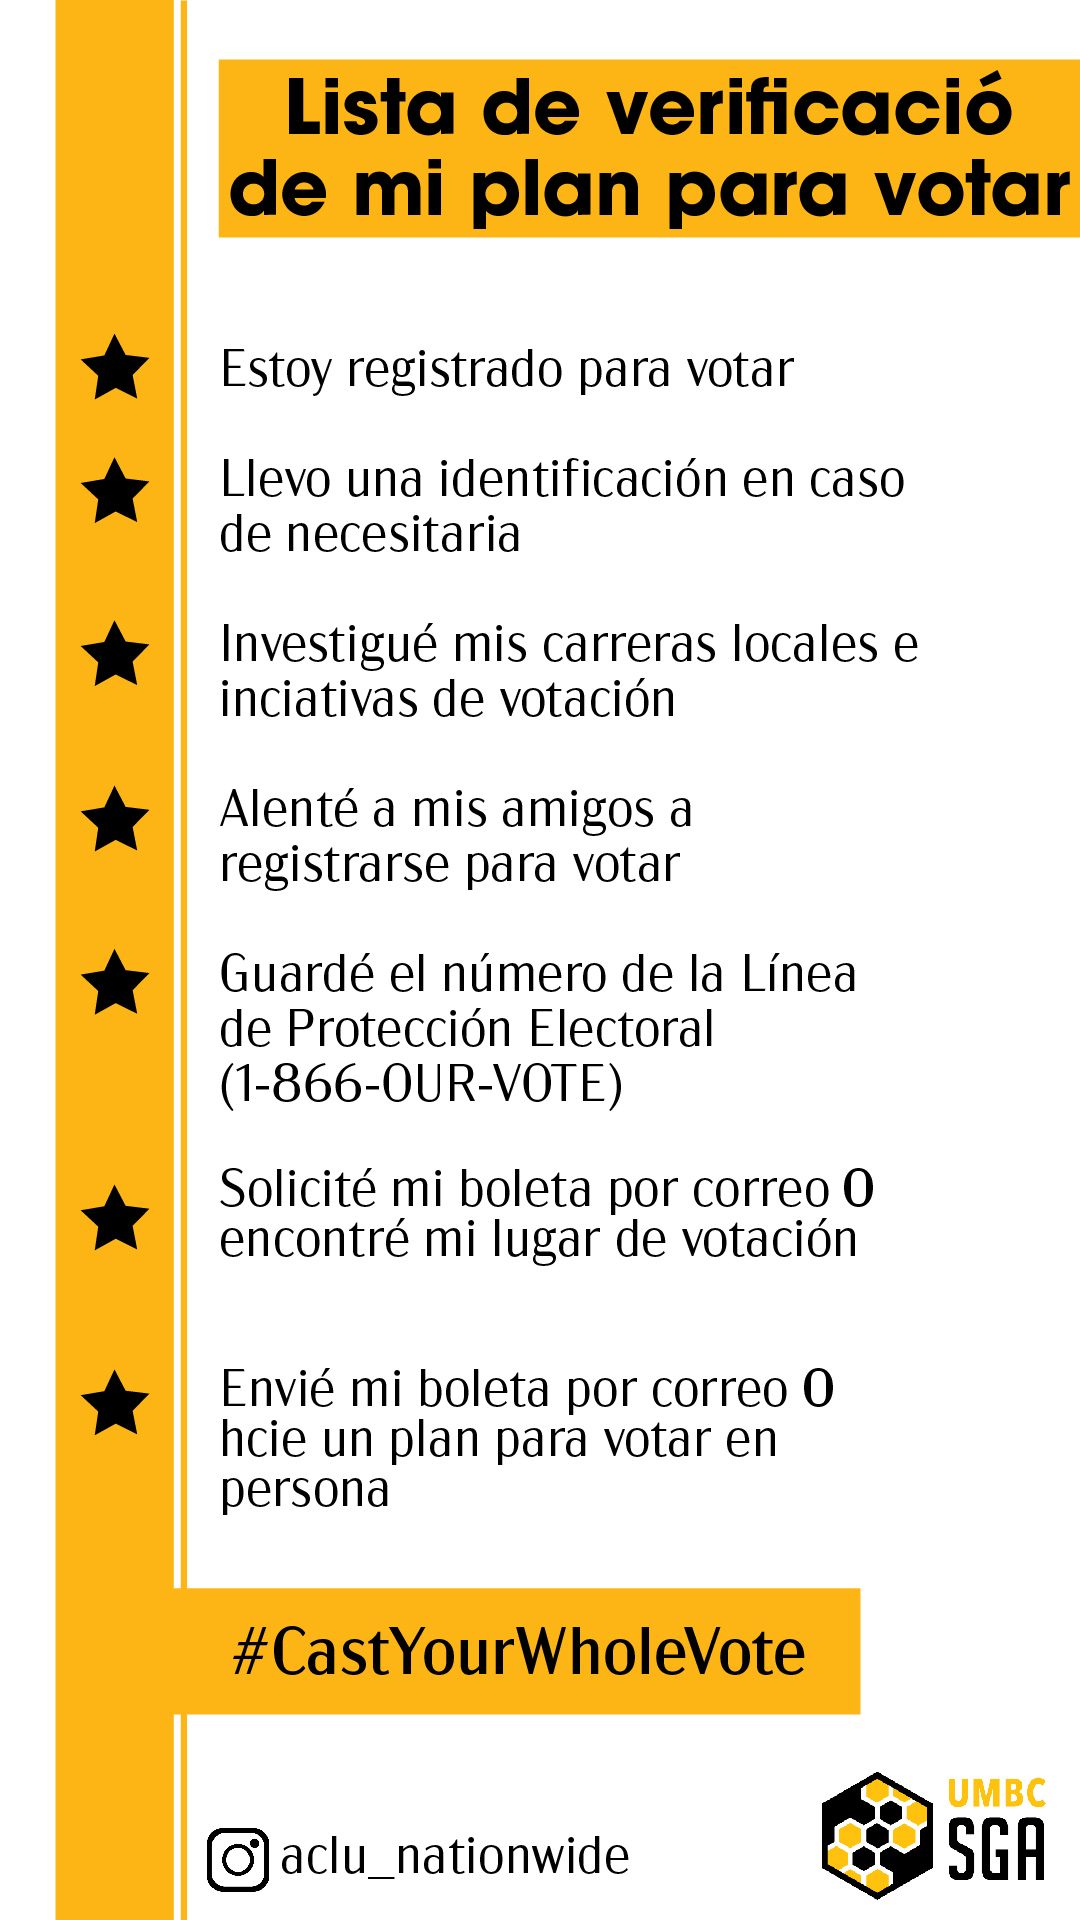 Lista de verificació
de mi plan para votar
Estoy registrado para votar
Llevo una identificación en caso
de necesitaria
Investigué mis carreras locales e
inciativas de votación
Alenté a mis amigos a
registrarse para votar
Guardé el número de la Línea
de Protección Electoral
(1-866-OUR-VOTE)
Solicité mi boleta por correo O
encontré mi lugar de votación
Envié mi boleta por correo O
hcie un plan para votar en
persona
#CastYourWholeVote
aclu_nationwide
UMBC
SGA